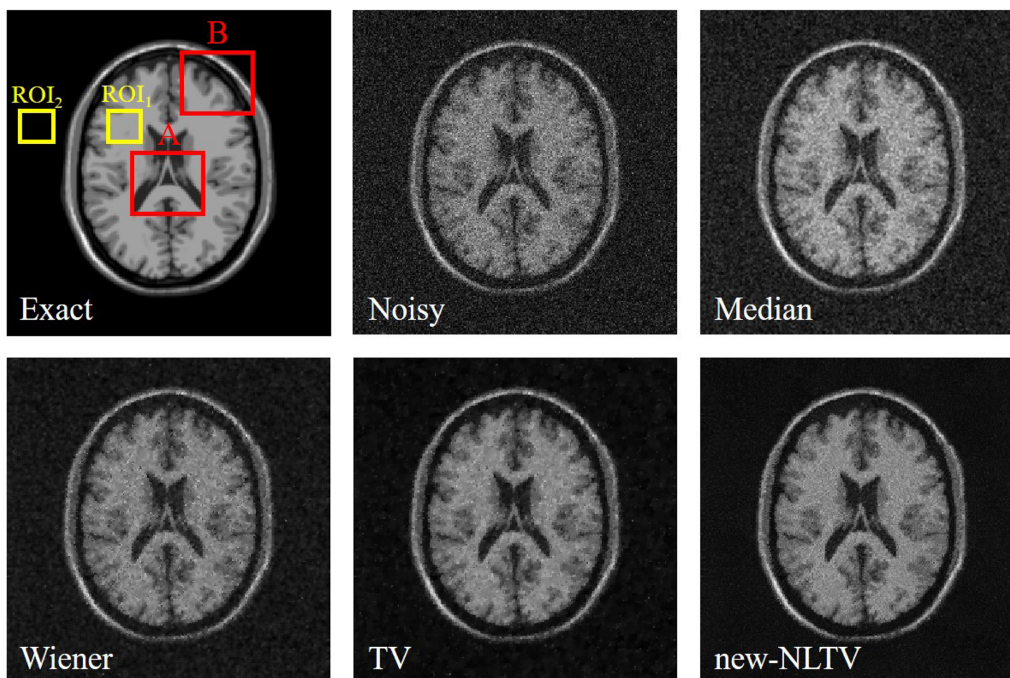 B
ROI₂
ROI₁
A
Exact
Noisy
Median
Wiener
TV
new-NLTV